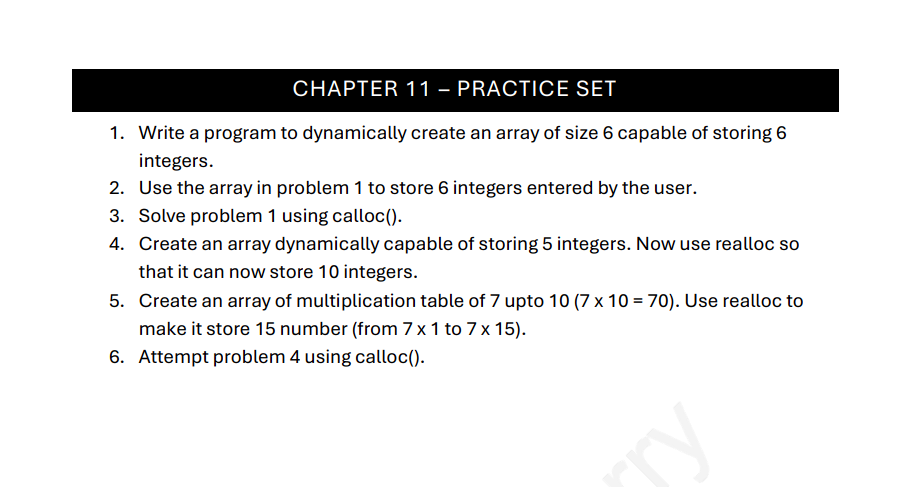 CHAPTER 11 – PRACTICE SET
1. Write a program to dynamically create an array of size 6 capable of storing 6
integers.
2. Use the array in problem 1 to store 6 integers entered by the user.
3. Solve problem 1 using calloc().
4. Create an array dynamically capable of storing 5 integers. Now use realloc so
that it can now store 10 integers.
5. Create an array of multiplication table of 7 upto 10 (7 x 10 = 70). Use realloc to
make it store 15 number (from 7 x 1 to 7 x 15).
6. Attempt problem 4 using calloc().
rry